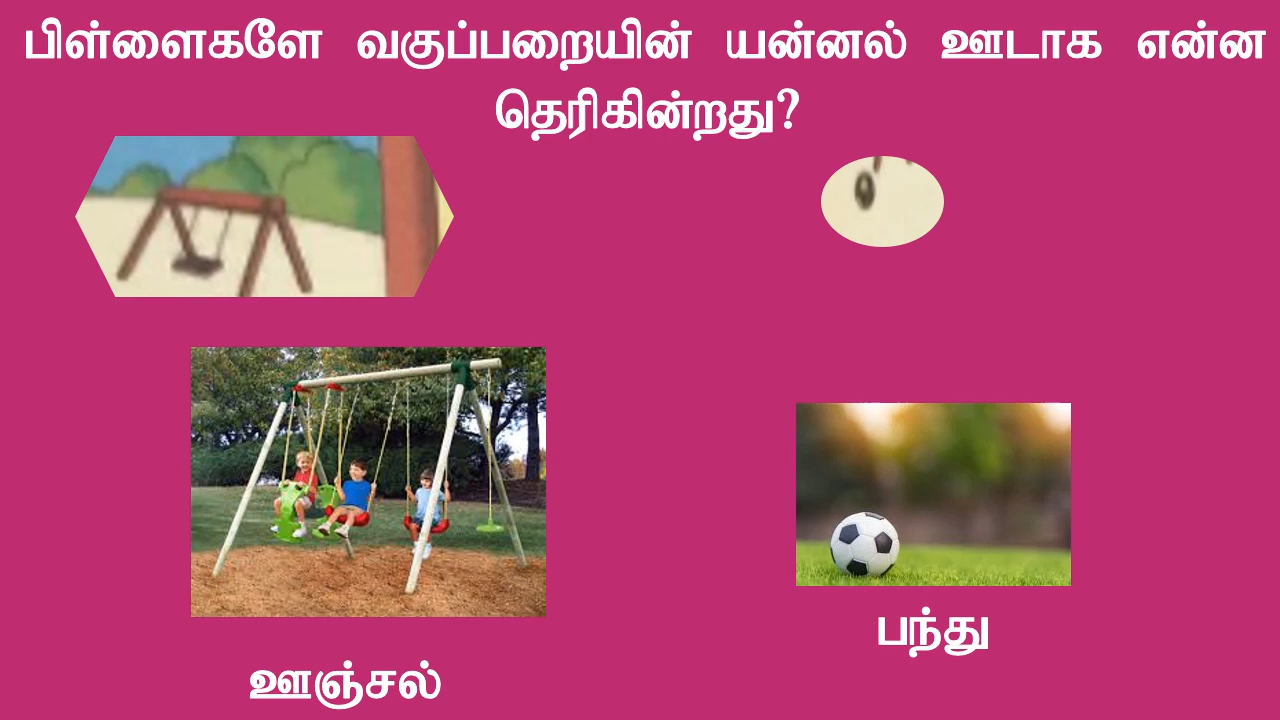 பிள்ளைகளே வகுப்பறையின் யன்னல் ஊடாக என்ன
தெரிகின்றது?
பந்து
ஊஞ்சல்